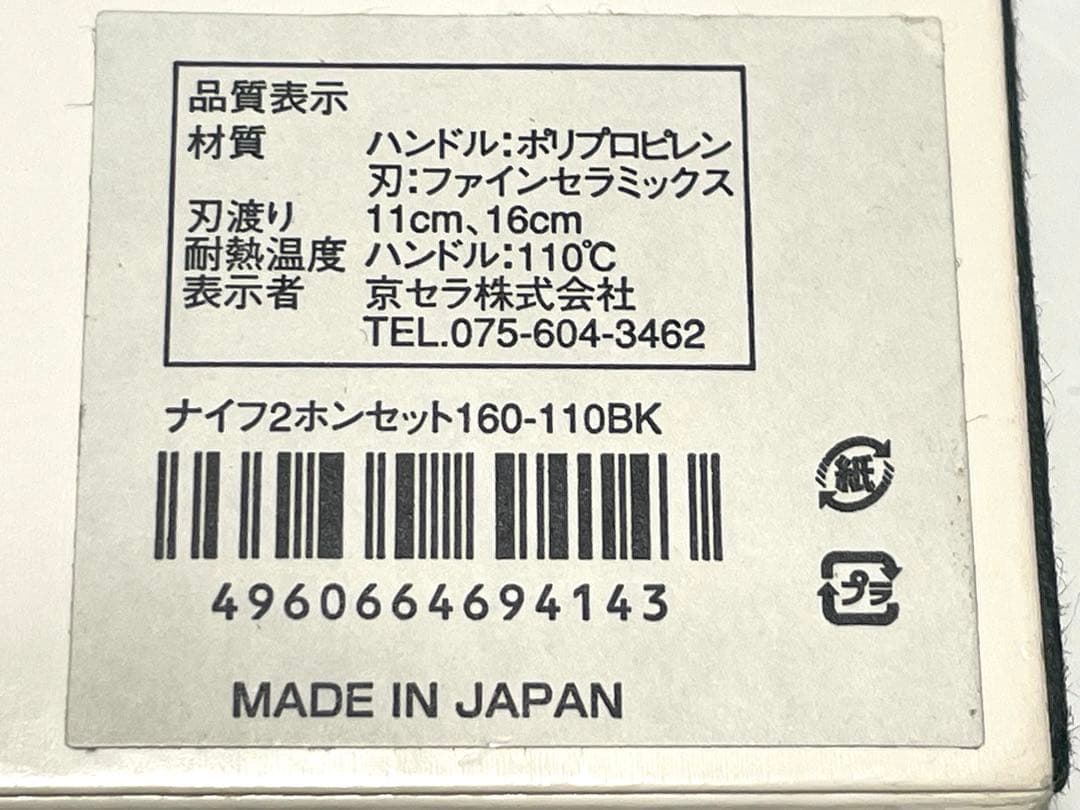 品質表示
材質 ハンドル：ポリプロピレン
刃：ファインセラミックス
刃渡り 11cm、16cm
耐熱温度 ハンドル：110℃
表示者 京セラ株式会社
TEL.075-604-3462
ナイフ2ホンセット160-110BK
紙
4960664694143
プラ
MADE IN JAPAN